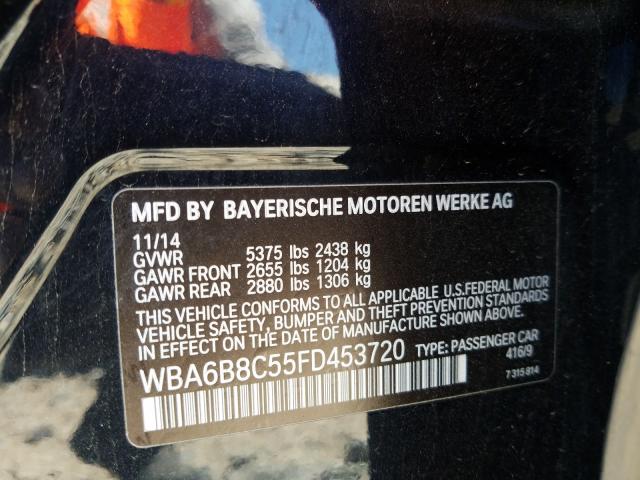 MFD BY BAYERISCHE MOTOREN WERKE AG
11/14
GVWR 5375 lbs 2438 kg
GAWR FRONT 2655 lbs 1204 kg
GAWR REAR 2880 lbs 1306 kg
THIS VEHICLE CONFORMS TO ALL APPLICABLE U.S.FEDERAL MOTOR
VEHICLE SAFETY, BUMPER AND THEFT PREVENTION STANDARDS
IN EFFECT ON THE DATE OF MANUFACTURE SHOWN ABOVE.
WBA6B8C55FD453720 TYPE: PASSENGER CAR
416/9
7 315 814